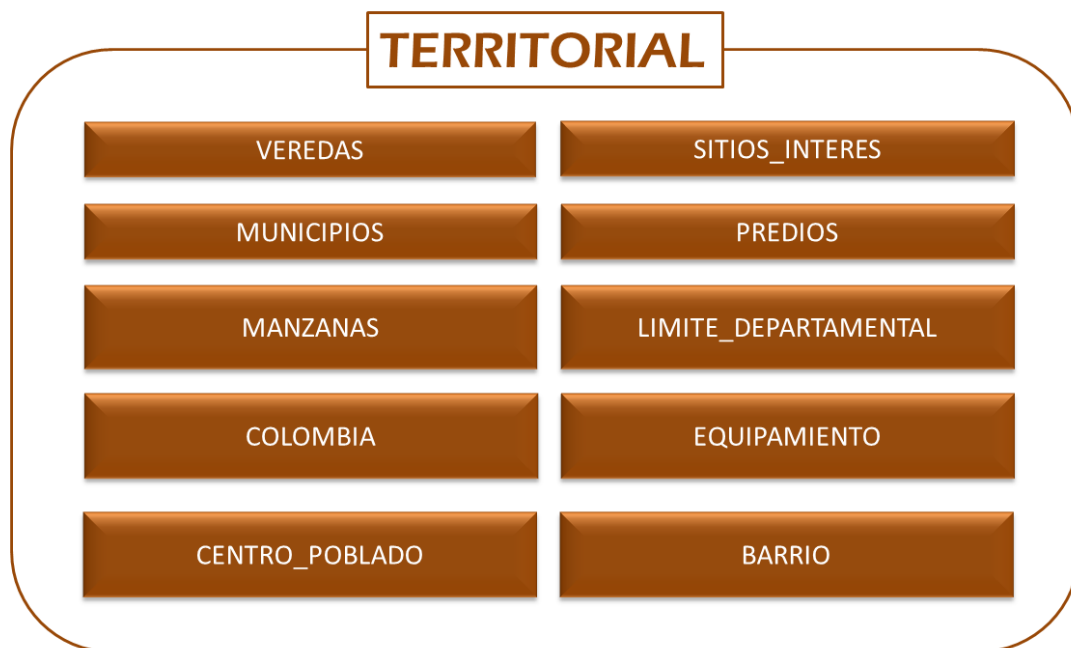 TERRITORIAL
VEREDAS
SITIOS_INTERES
MUNICIPIOS
PREDIOS
MANZANAS
LIMITE_DEPARTAMENTAL
COLOMBIA
EQUIPAMIENTO
CENTRO_POBLADO
BARRIO